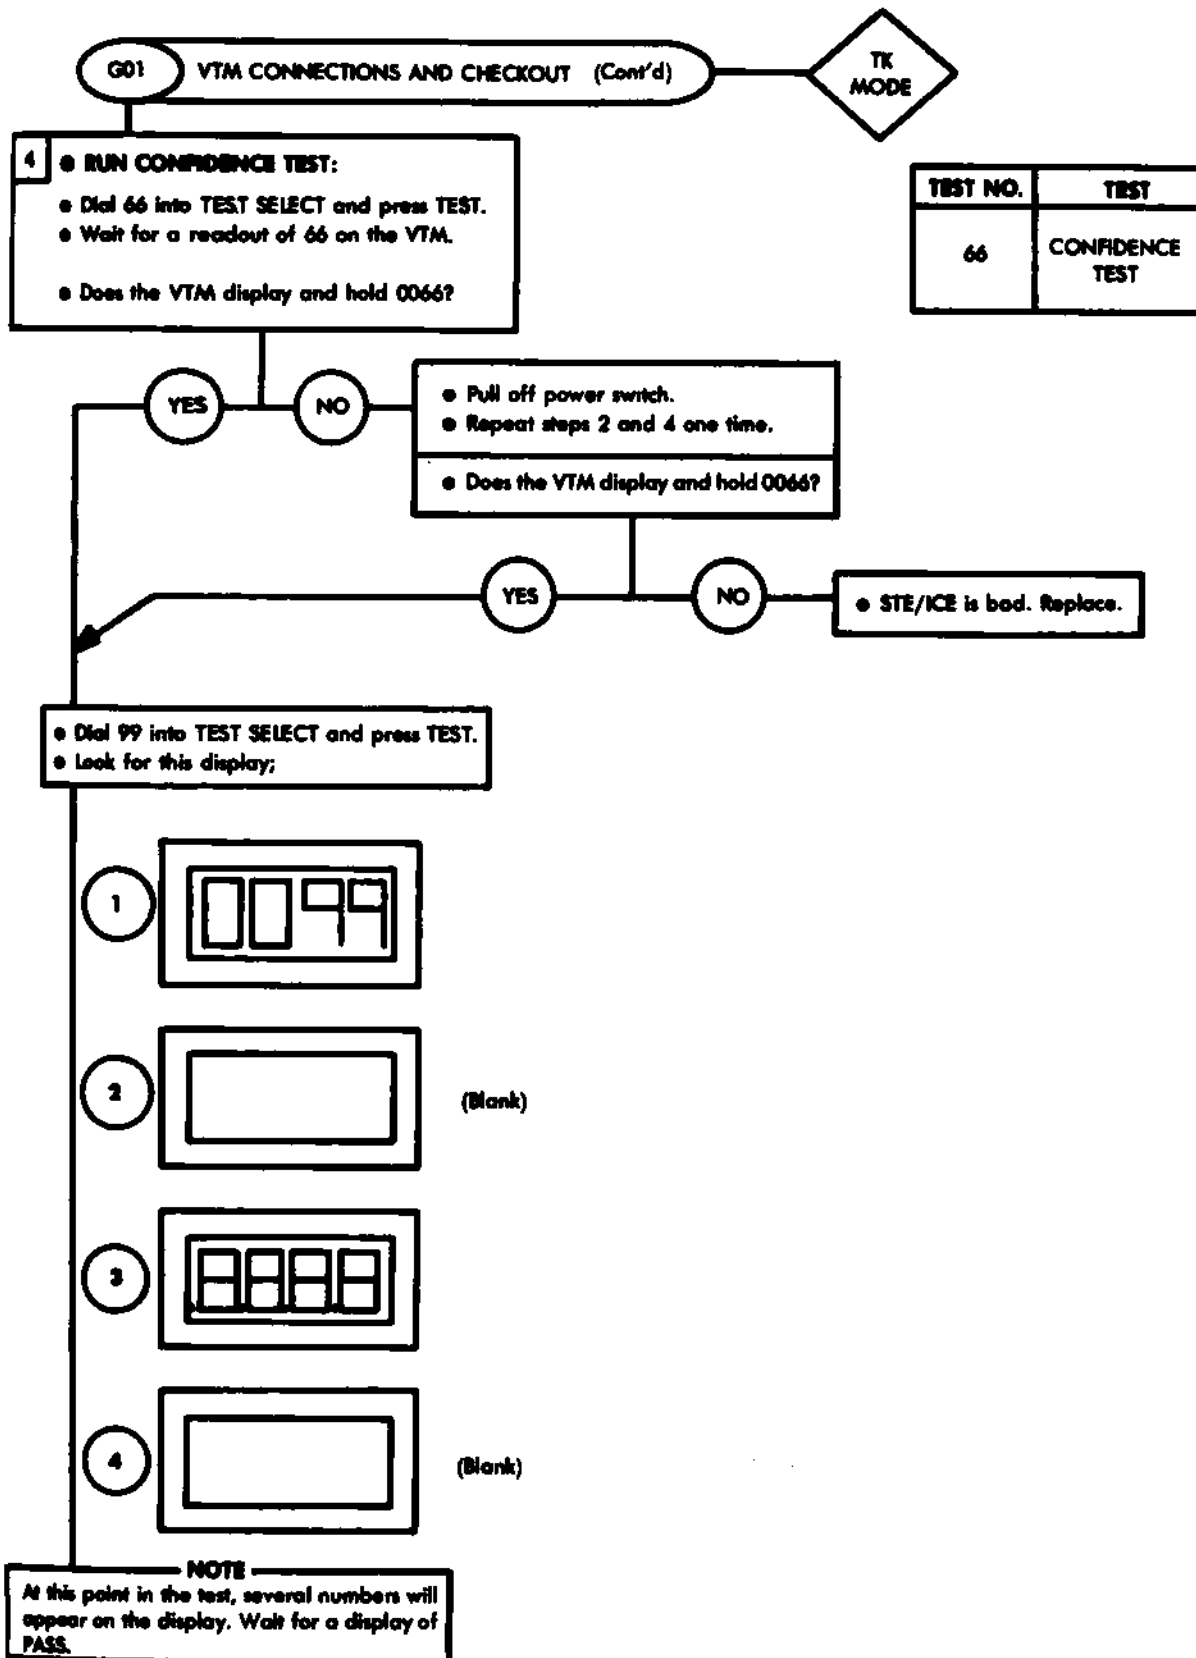 G01 VTM CONNECTIONS AND CHECKOUT (Cont'd)
TK
MODE
4 • RUN CONFIDENCE TEST:
• Dial 66 into TEST SELECT and press TEST.
• Wait for a readout of 66 on the VTM.
• Does the VTM display and hold 0066?
TEST NO. TEST
66 CONFIDENCE
TEST
YES NO
• Pull off power switch.
• Repeat steps 2 and 4 one time.
• Does the VTM display and hold 0066?
YES NO
• STE/ICE is bad. Replace.
• Dial 99 into TEST SELECT and press TEST.
• Look for this display;
1 0099
2 (Blank)
3 8.8.8.8
4 (Blank)
NOTE
At this point in the test, several numbers will
appear on the display. Wait for a display of
PASS.